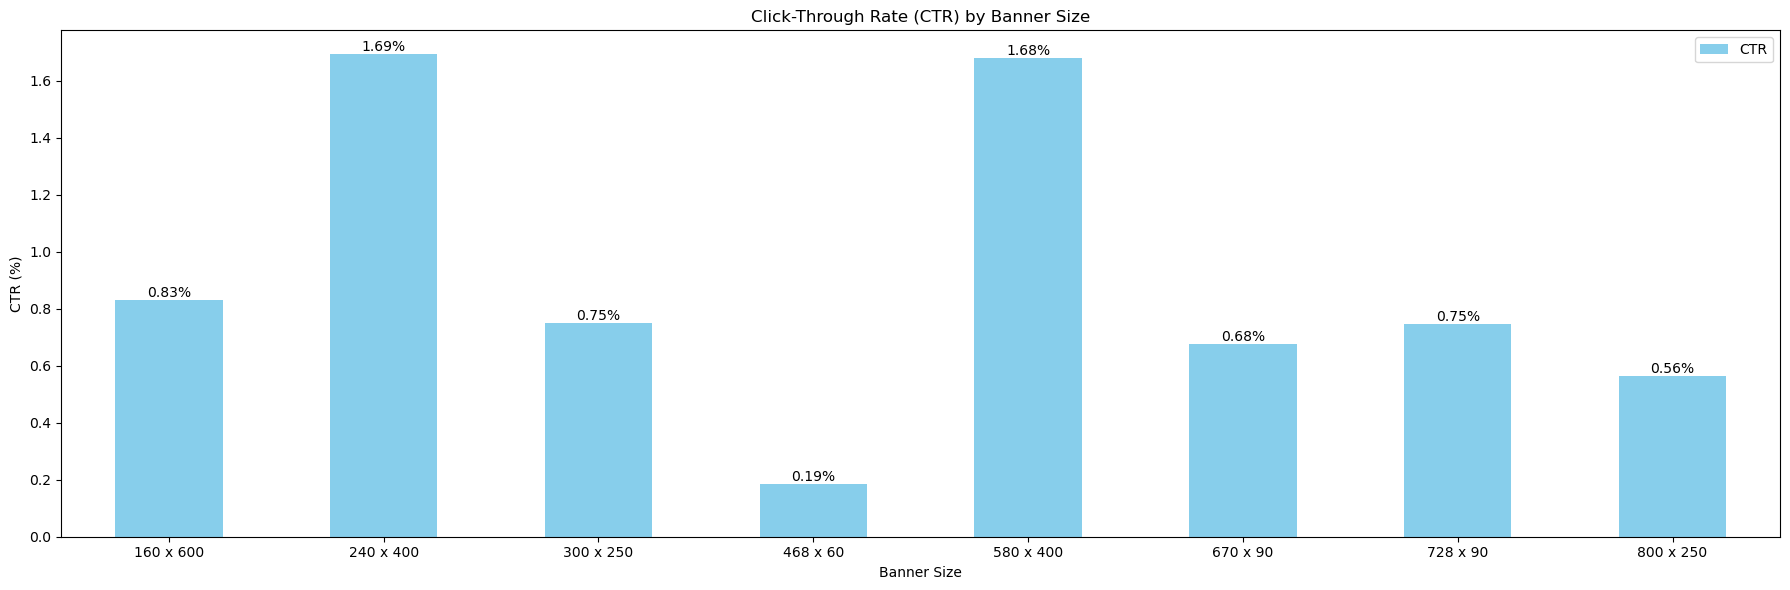 Click-Through Rate (CTR) by Banner Size
CTR
CTR (%)
1.6
1.4
1.2
1.0
0.8
0.6
0.4
0.2
0.0
0.83%
1.69%
0.75%
0.19%
1.68%
0.68%
0.75%
0.56%
160 x 600
240 x 400
300 x 250
468 x 60
580 x 400
670 x 90
728 x 90
800 x 250
Banner Size